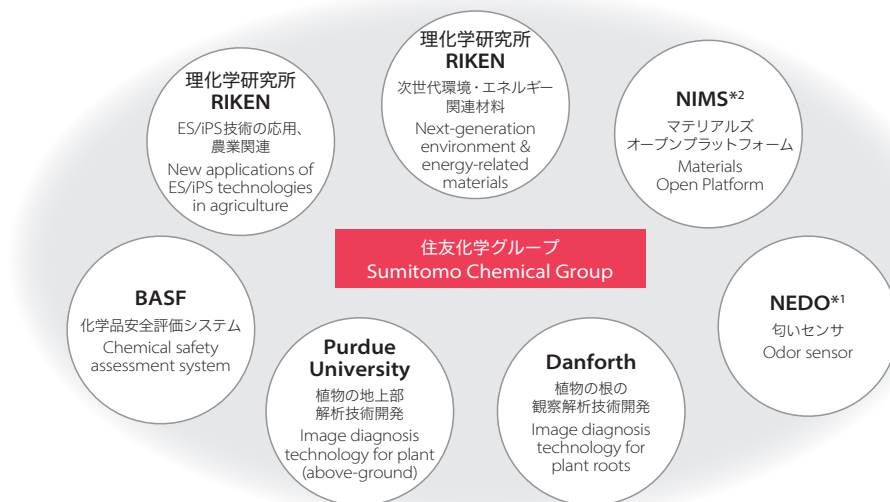 理化学研究所
RIKEN
ES/iPS技術の応用、
農業関連
New applications of
ES/iPS technologies
in agriculture
理化学研究所
RIKEN
次世代環境・エネルギー
関連材料
Next-generation
environment &
energy-related
materials
NIMS*2
マテリアルズ
オープンプラットフォーム
Materials
Open Platform
住友化学グループ
Sumitomo Chemical Group
BASF
化学品安全評価システム
Chemical safety
assessment system
Purdue
University
植物の地上部
解析技術開発
Image diagnosis
technology for plant
(above-ground)
Danforth
植物の根の
観察解析技術開発
Image diagnosis
technology for
plant roots
NEDO*1
匂いセンサ
Odor sensor